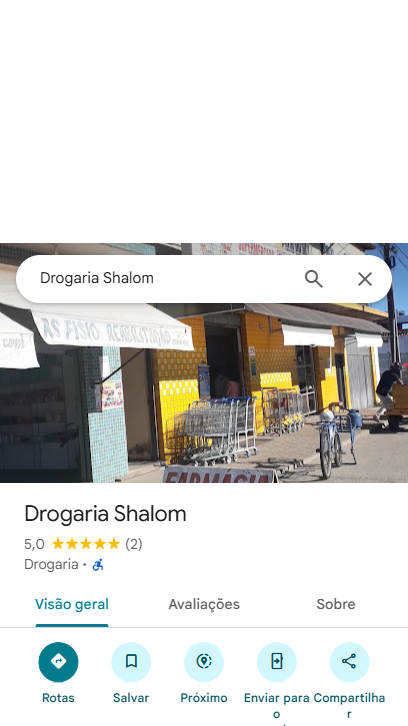 Drogaria Shalom
RS FISIO REABILITAÇÃO
FARMÁCIA
Drogaria Shalom
5,0 ★★★★★ (2)
Drogaria •
Visão geral
Avaliações
Sobre
Rotas
Salvar
Próximo
Enviar para
o
Compartilha
r